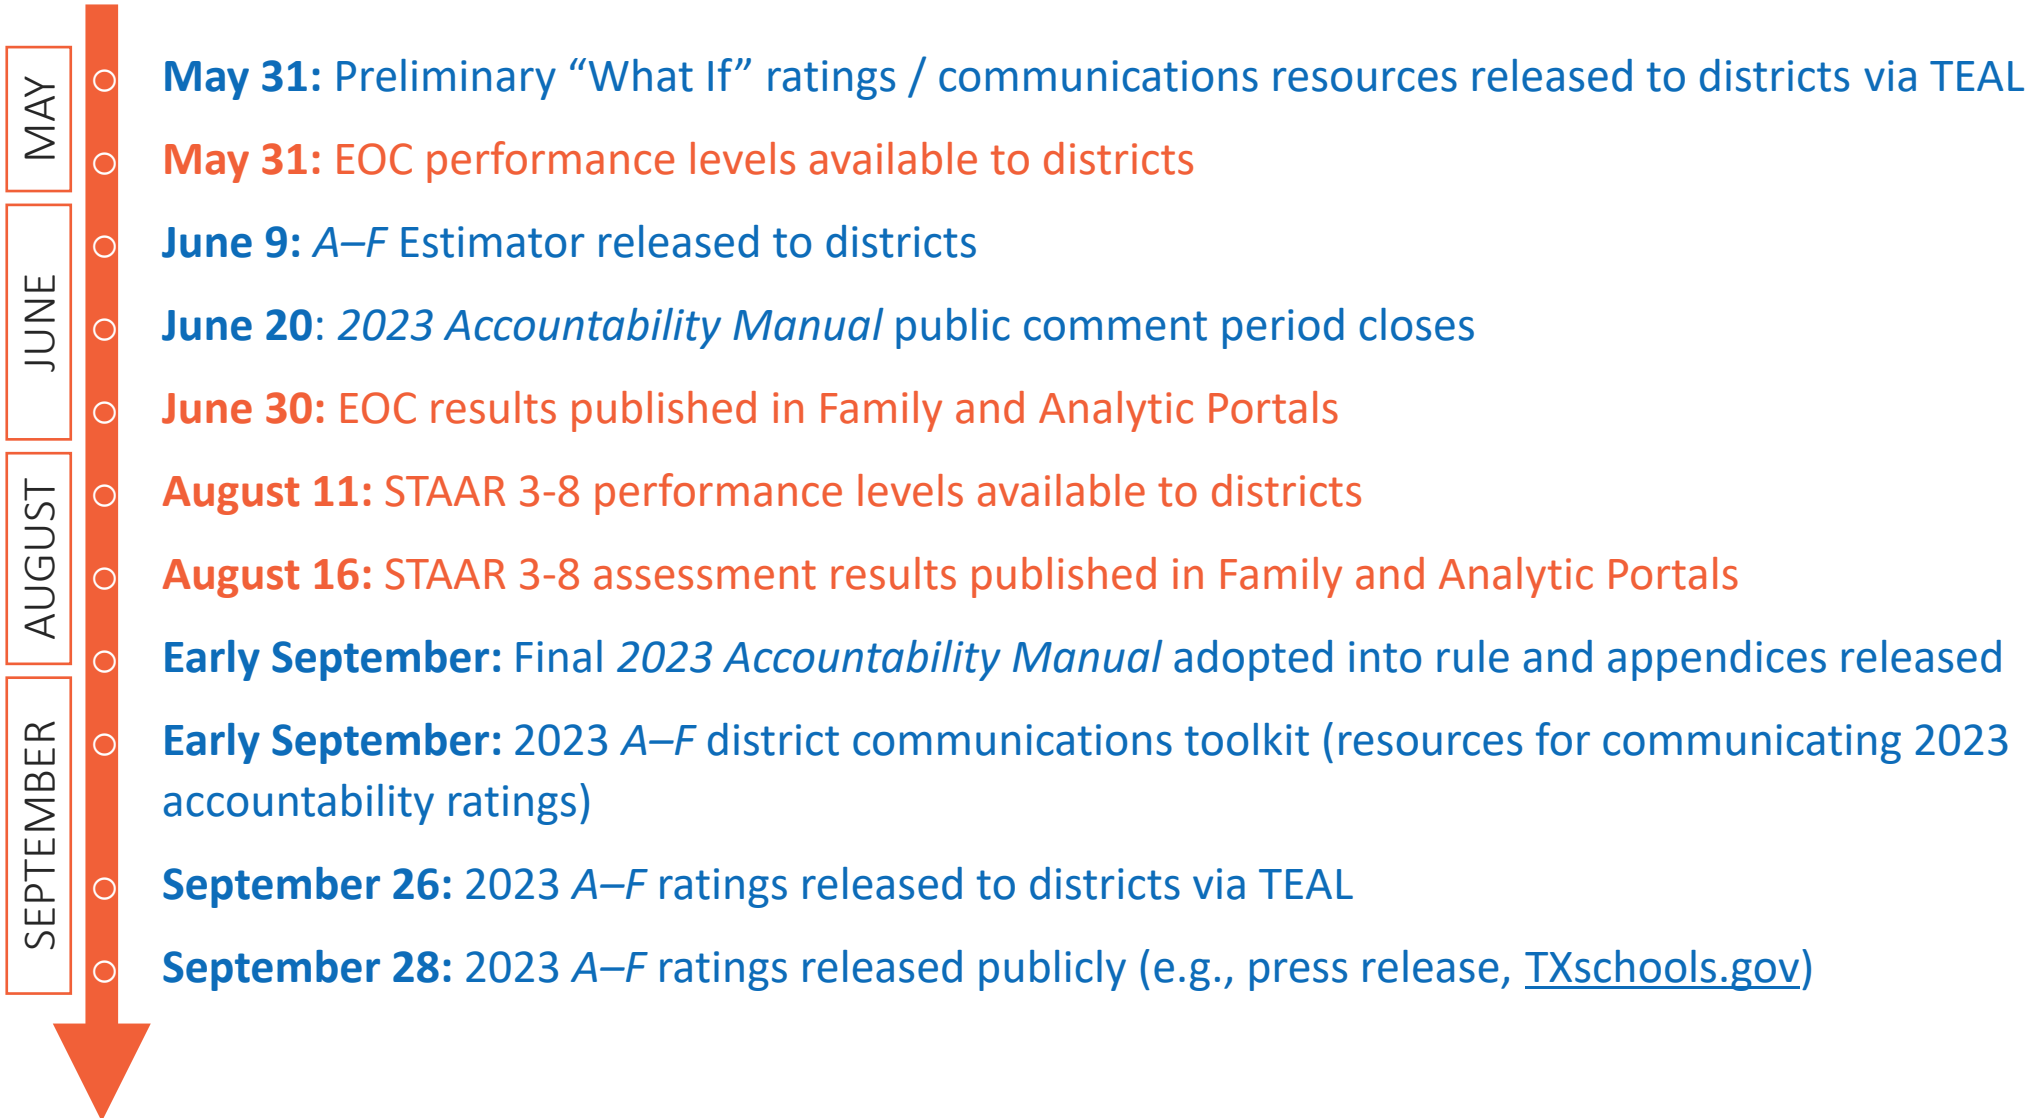 MAY
May 31: Preliminary “What If” ratings / communications resources released to districts via TEAL
May 31: EOC performance levels available to districts
JUNE
June 9: A–F Estimator released to districts
June 20: 2023 Accountability Manual public comment period closes
June 30: EOC results published in Family and Analytic Portals
AUGUST
August 11: STAAR 3-8 performance levels available to districts
August 16: STAAR 3-8 assessment results published in Family and Analytic Portals
Early September: Final 2023 Accountability Manual adopted into rule and appendices released
SEPTEMBER
Early September: 2023 A–F district communications toolkit (resources for communicating 2023
accountability ratings)
September 26: 2023 A–F ratings released to districts via TEAL
September 28: 2023 A–F ratings released publicly (e.g., press release, TXschools.gov)